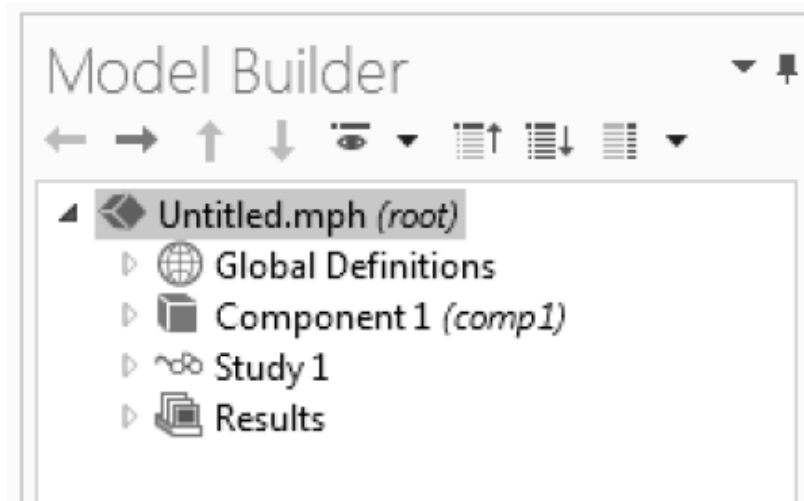 Model Builder
Untitled.mph (root)
Global Definitions
Component 1 (comp1)
Study 1
Results